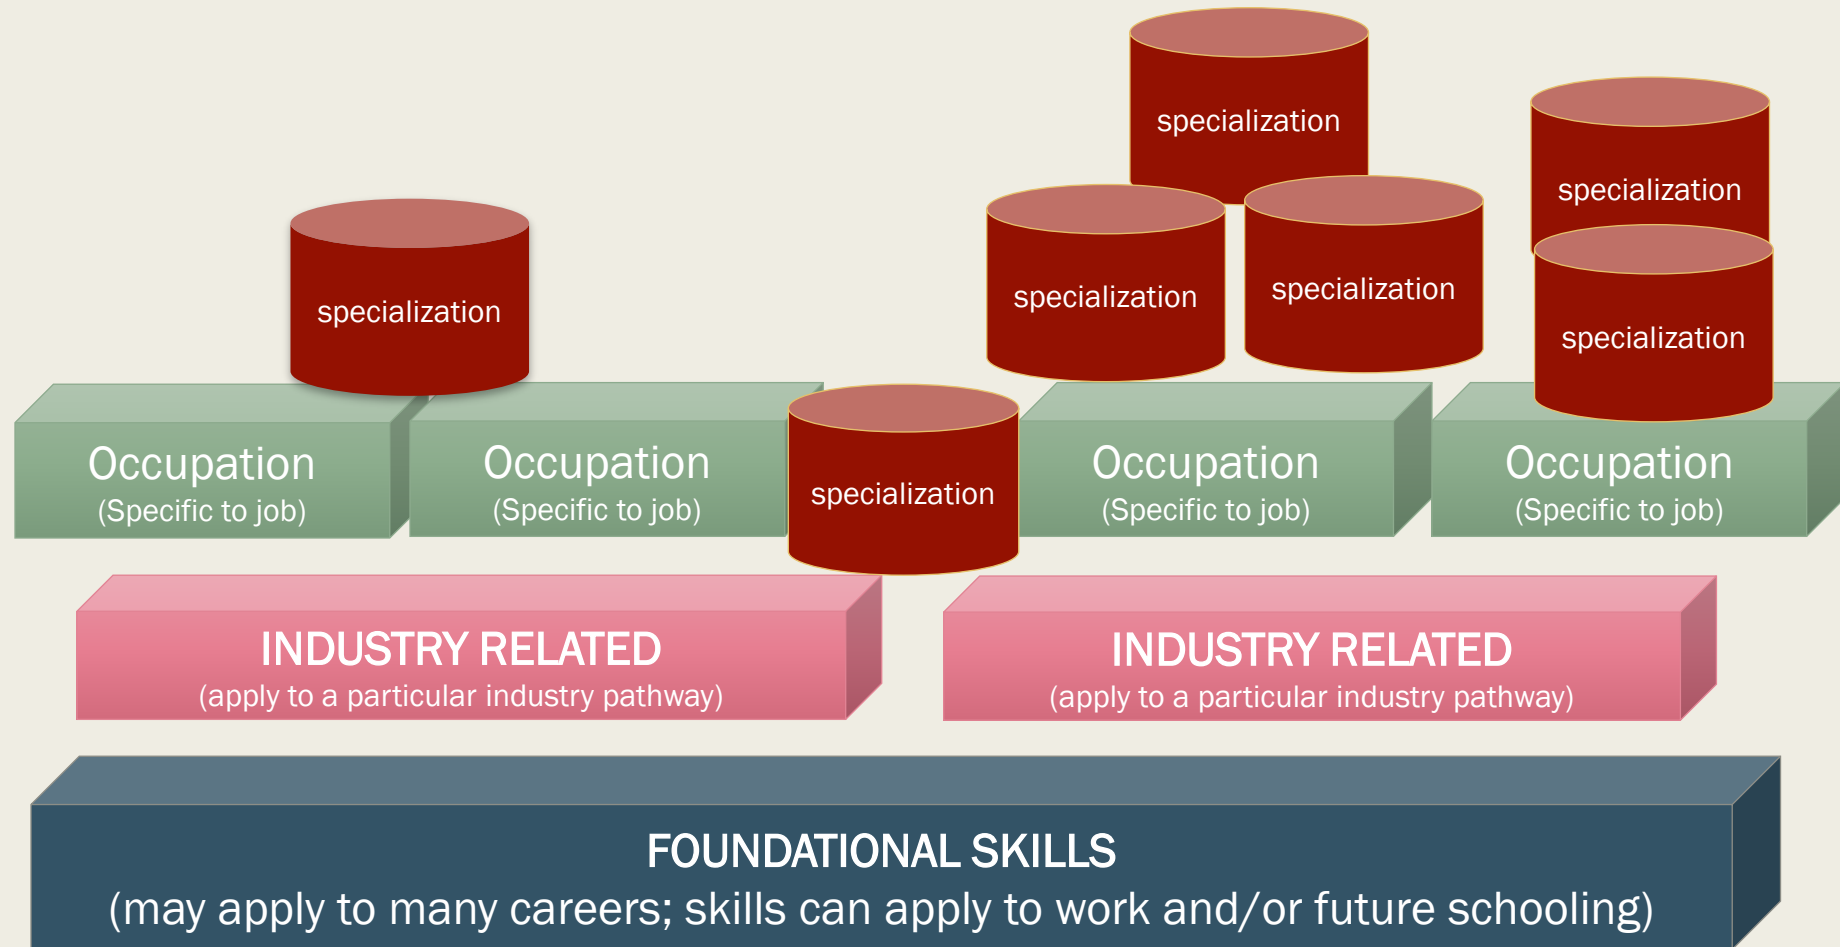 specialization
specialization
specialization
specialization
specialization
specialization
Occupation
(Specific to job)
Occupation
(Specific to job)
specialization
Occupation
(Specific to job)
Occupation
(Specific to job)
INDUSTRY RELATED
(apply to a particular industry pathway)
INDUSTRY RELATED
(apply to a particular industry pathway)
FOUNDATIONAL SKILLS
(may apply to many careers; skills can apply to work and/or future schooling)